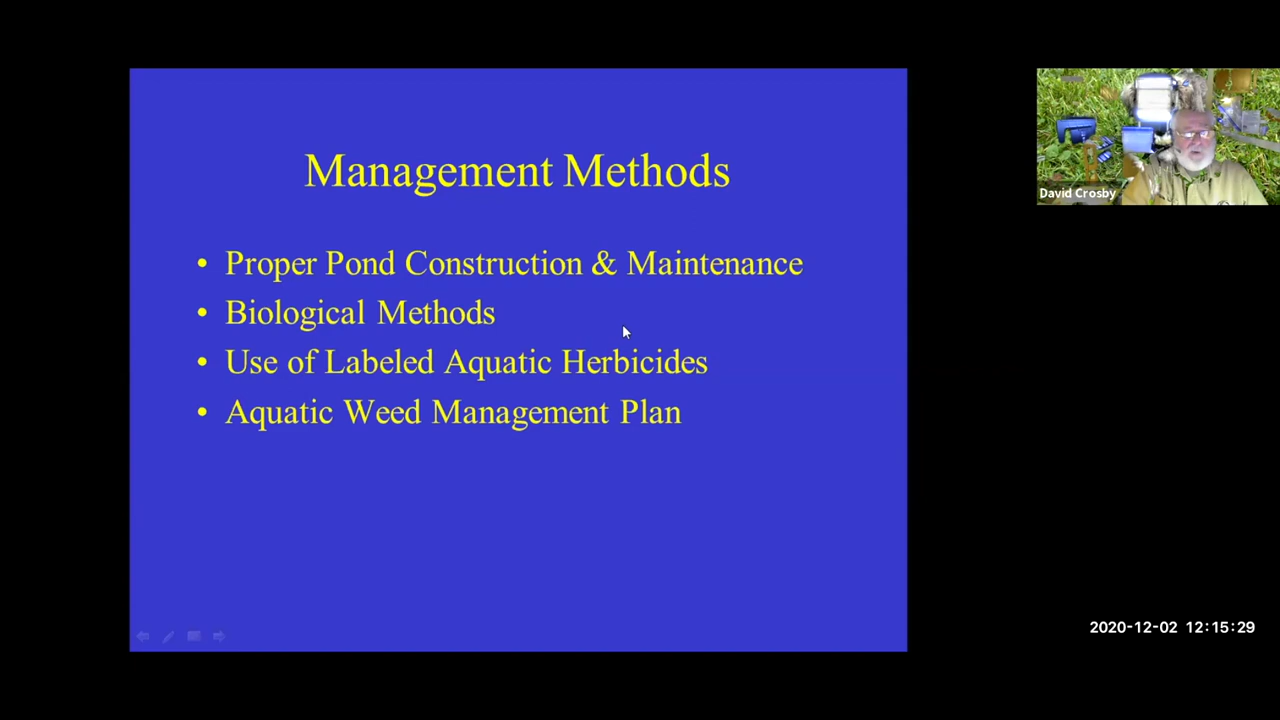 Management Methods
• Proper Pond Construction & Maintenance
• Biological Methods
• Use of Labeled Aquatic Herbicides
• Aquatic Weed Management Plan
David Crosby
2020-12-02 12:15:29